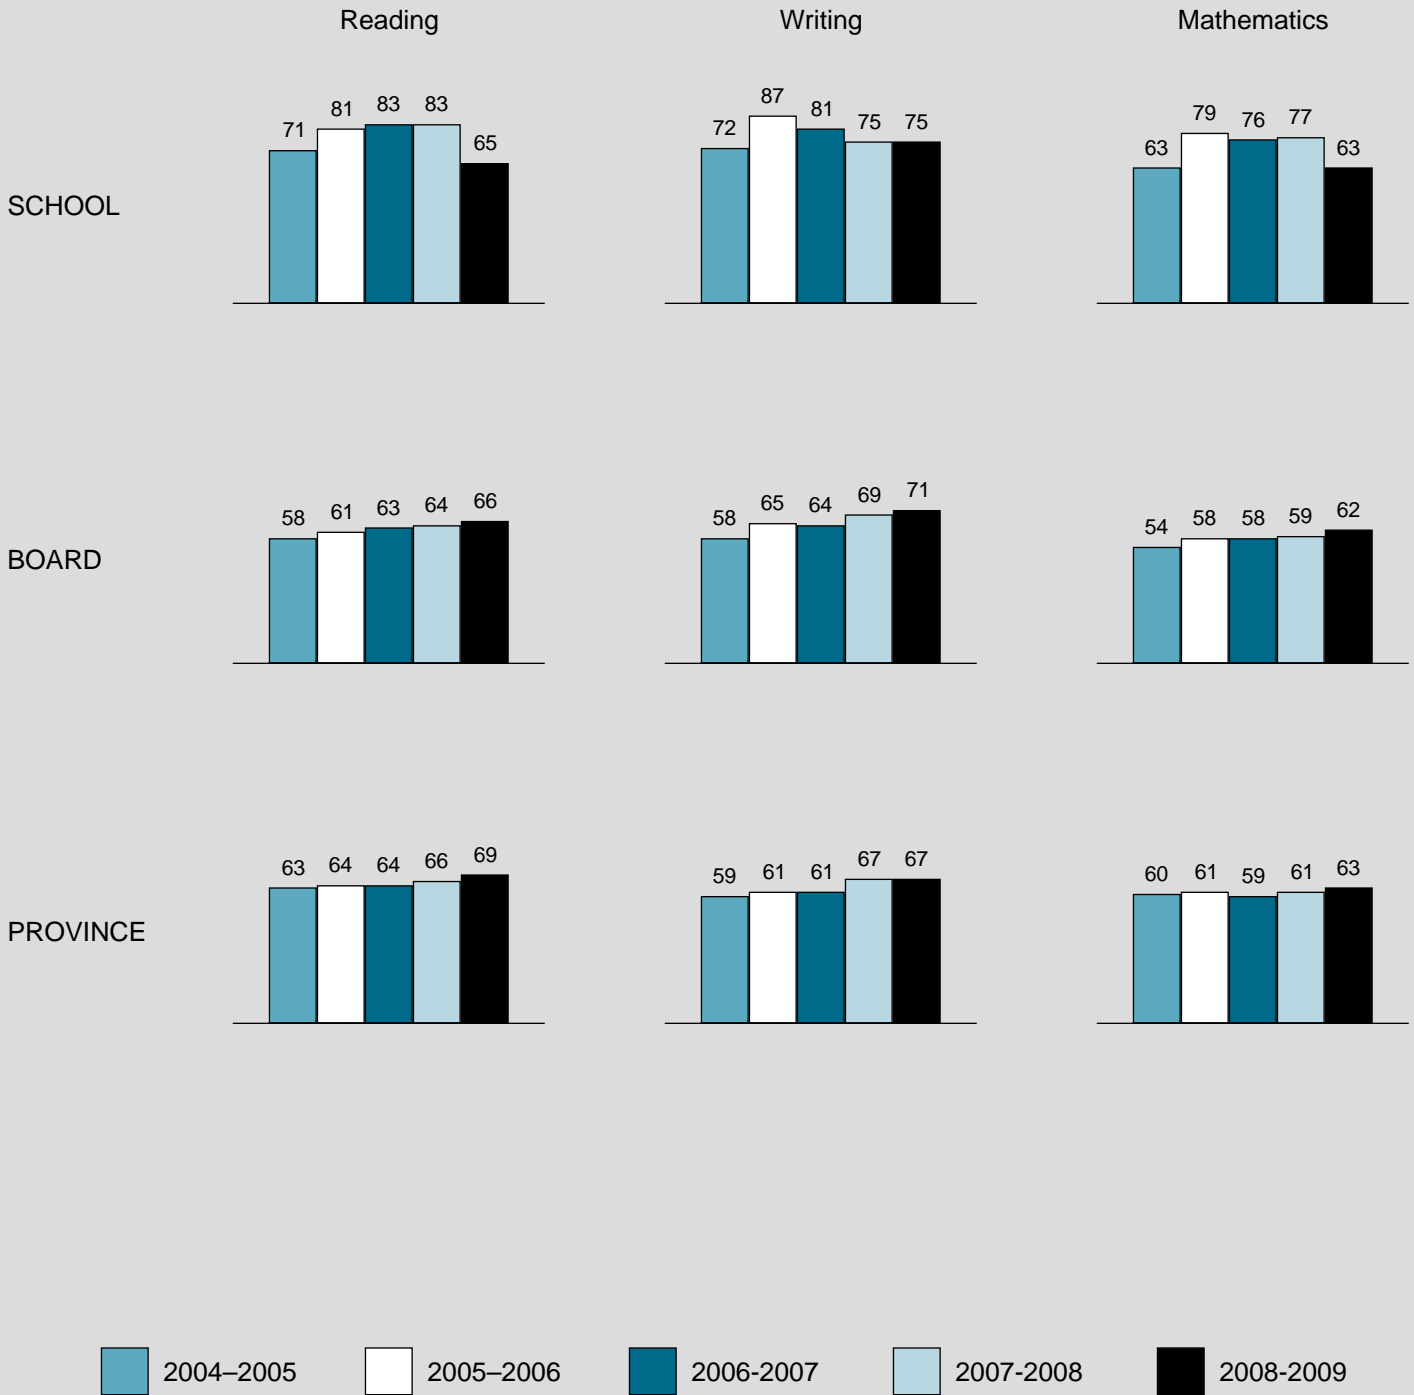 Reading Writing Mathematics
71 81 83 83 65 72 87 81 75 75 63 79 76 77 63
SCHOOL
58 61 63 64 66 58 65 64 69 71 54 58 58 59 62
BOARD
63 64 64 66 69 59 61 61 67 67 60 61 59 61 63
PROVINCE
2004–2005 2005–2006 2006-2007 2007-2008 2008-2009